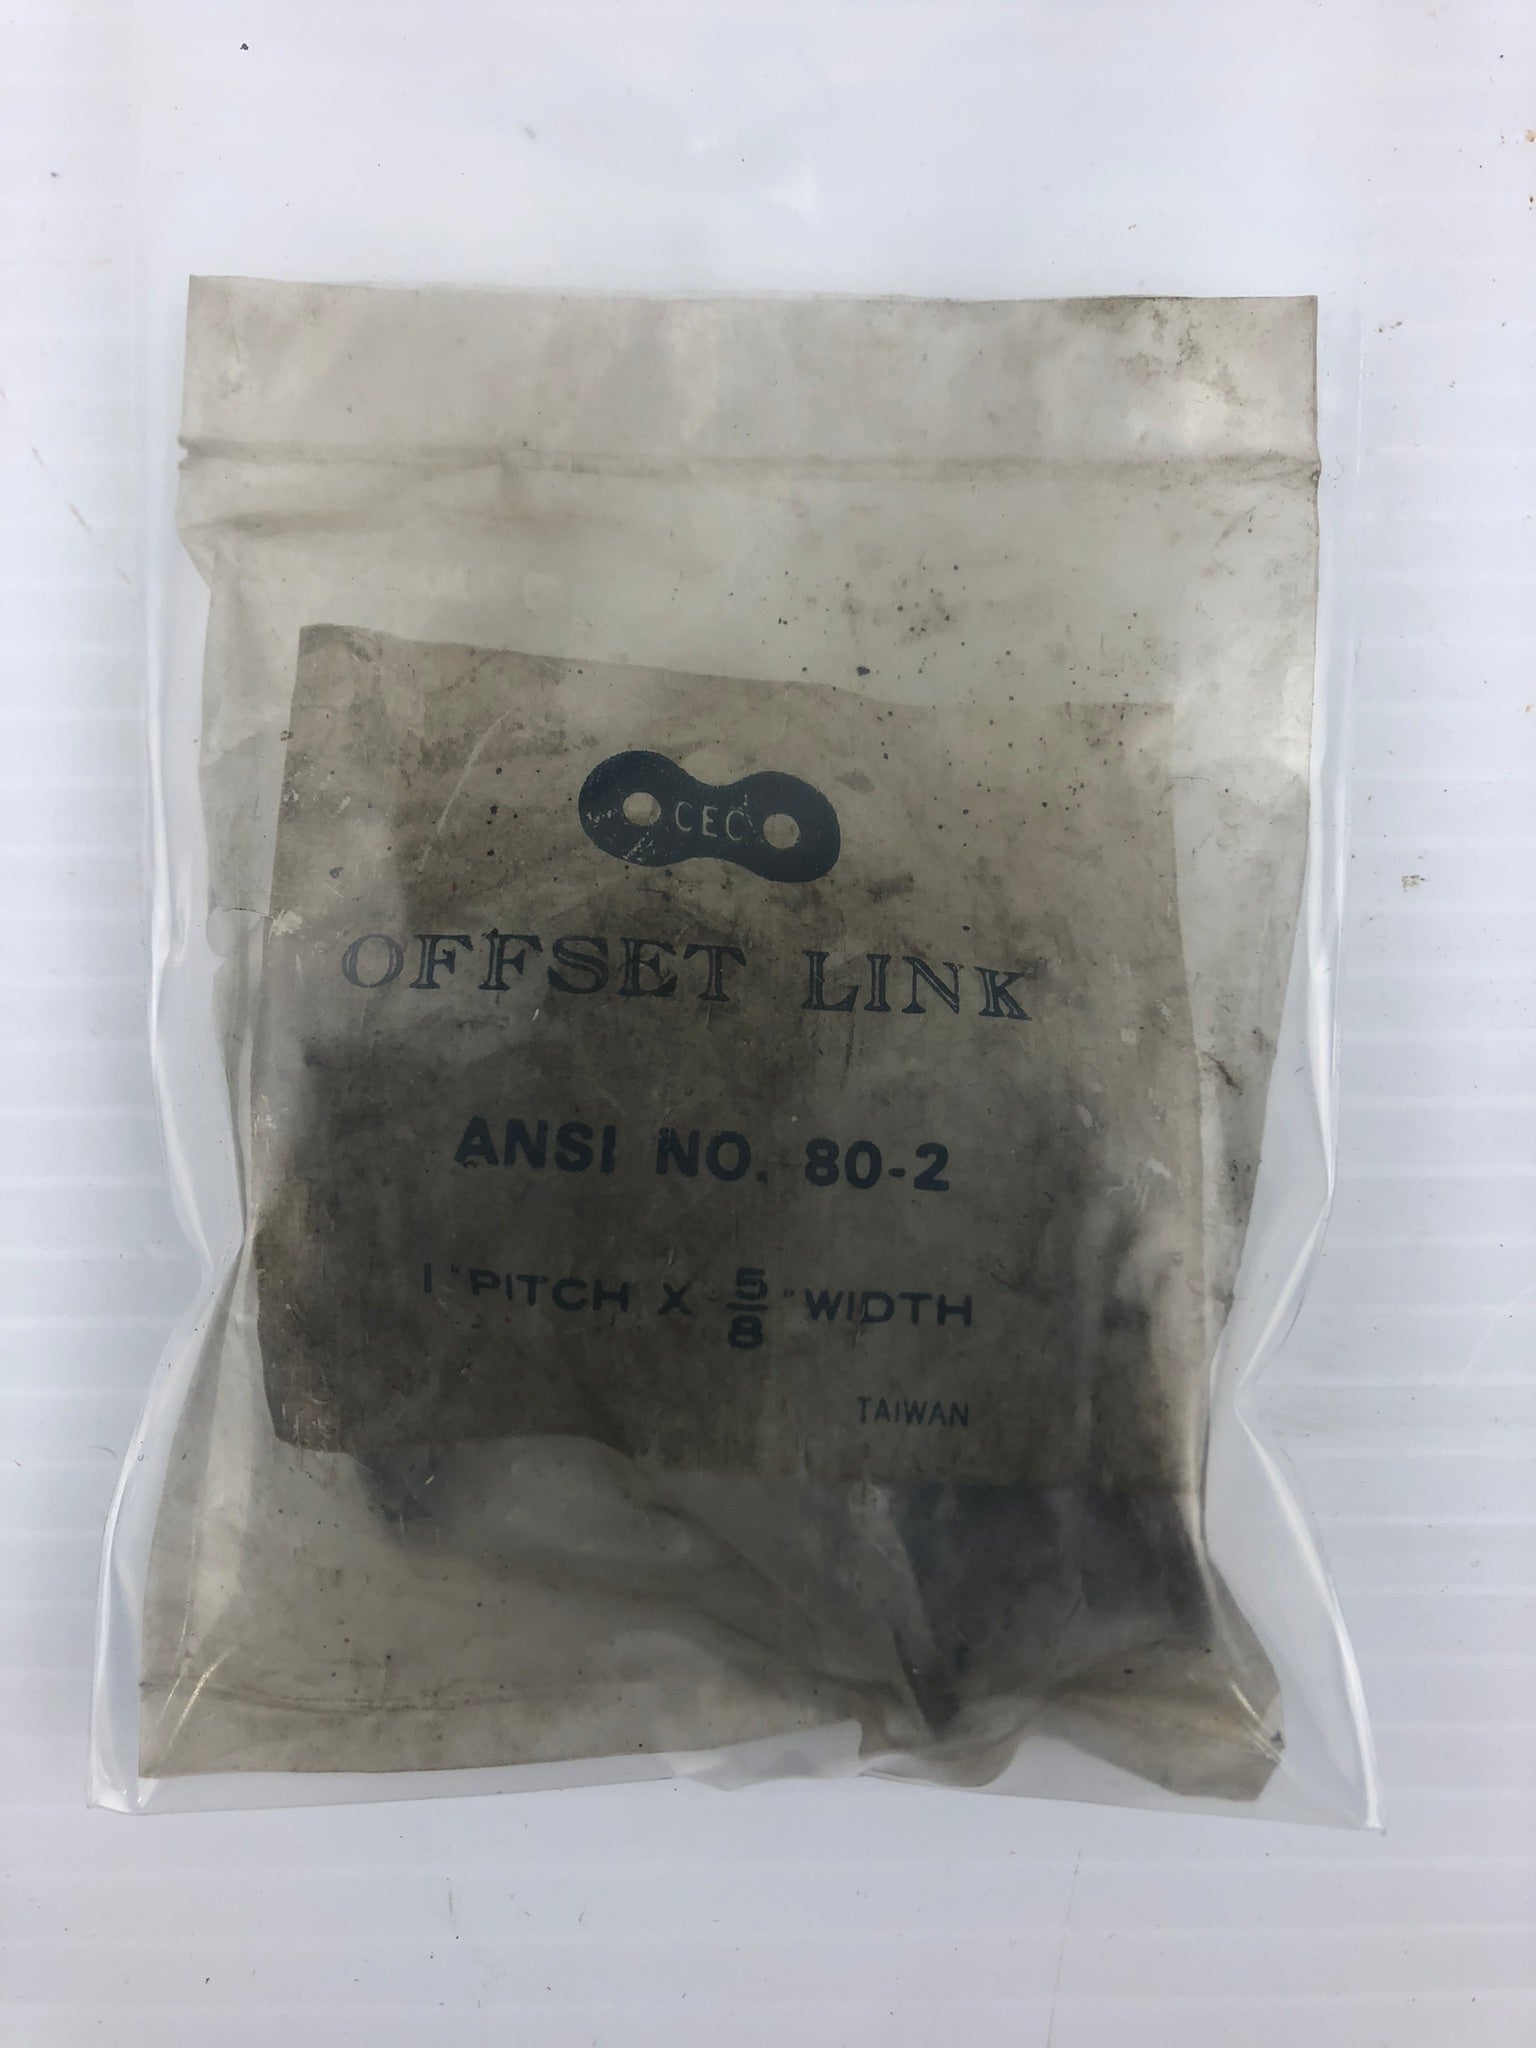 CEC
OFFSET LINK
ANSI NO. 80-2
1" PITCH X 5/8" WIDTH
TAIWAN